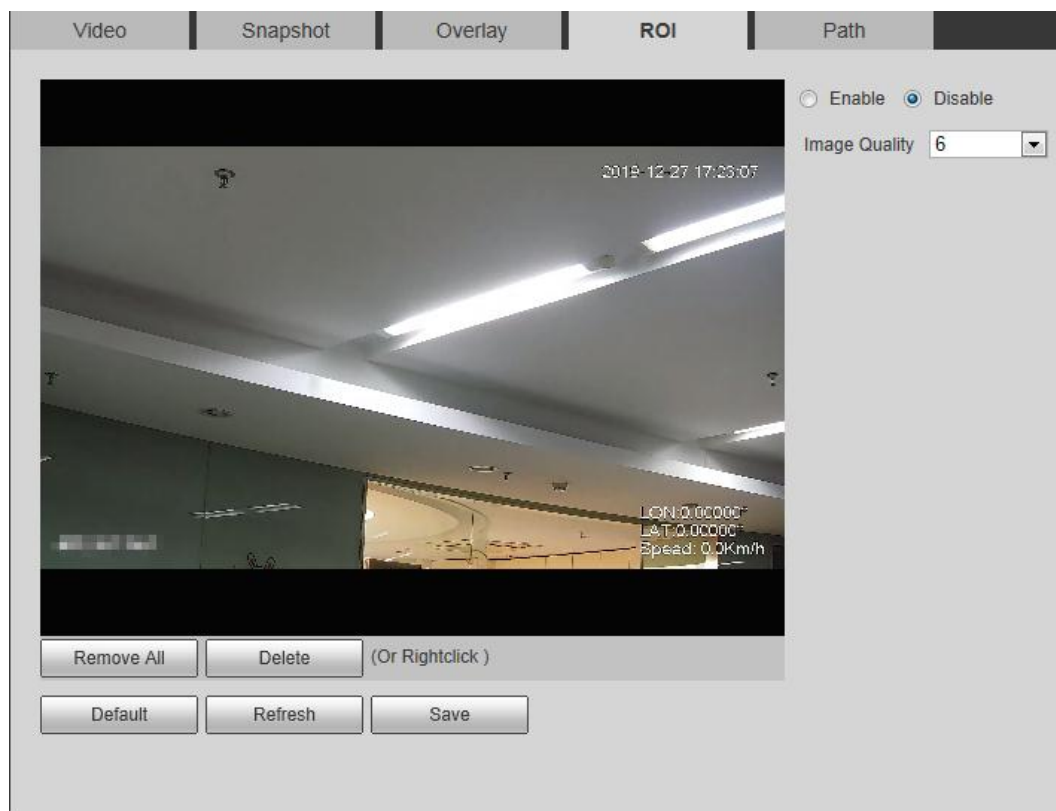 Video
Snapshot
Overlay
ROI
Path
Enable
Disable
Image Quality 6
2019-12-27 17:23:07
LON:0.00000°
LAT:0.00000°
Speed: 0.0Km/h
Remove All
Delete
(Or Rightclick )
Default
Refresh
Save